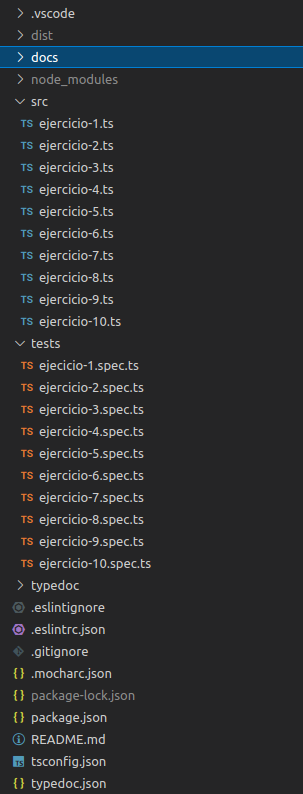 .vscode
dist
docs
node_modules
src
TS ejercicio-1.ts
TS ejercicio-2.ts
TS ejercicio-3.ts
TS ejercicio-4.ts
TS ejercicio-5.ts
TS ejercicio-6.ts
TS ejercicio-7.ts
TS ejercicio-8.ts
TS ejercicio-9.ts
TS ejercicio-10.ts
tests
TS ejecicio-1.spec.ts
TS ejercicio-2.spec.ts
TS ejercicio-3.spec.ts
TS ejercicio-4.spec.ts
TS ejercicio-5.spec.ts
TS ejercicio-6.spec.ts
TS ejercicio-7.spec.ts
TS ejercicio-8.spec.ts
TS ejercicio-9.spec.ts
TS ejercicio-10.spec.ts
typedoc
.eslintignore
.eslintrc.json
.gitignore
{ } .mocharc.json
{ } package-lock.json
{ } package.json
README.md
TS tsconfig.json
{ } typedoc.json